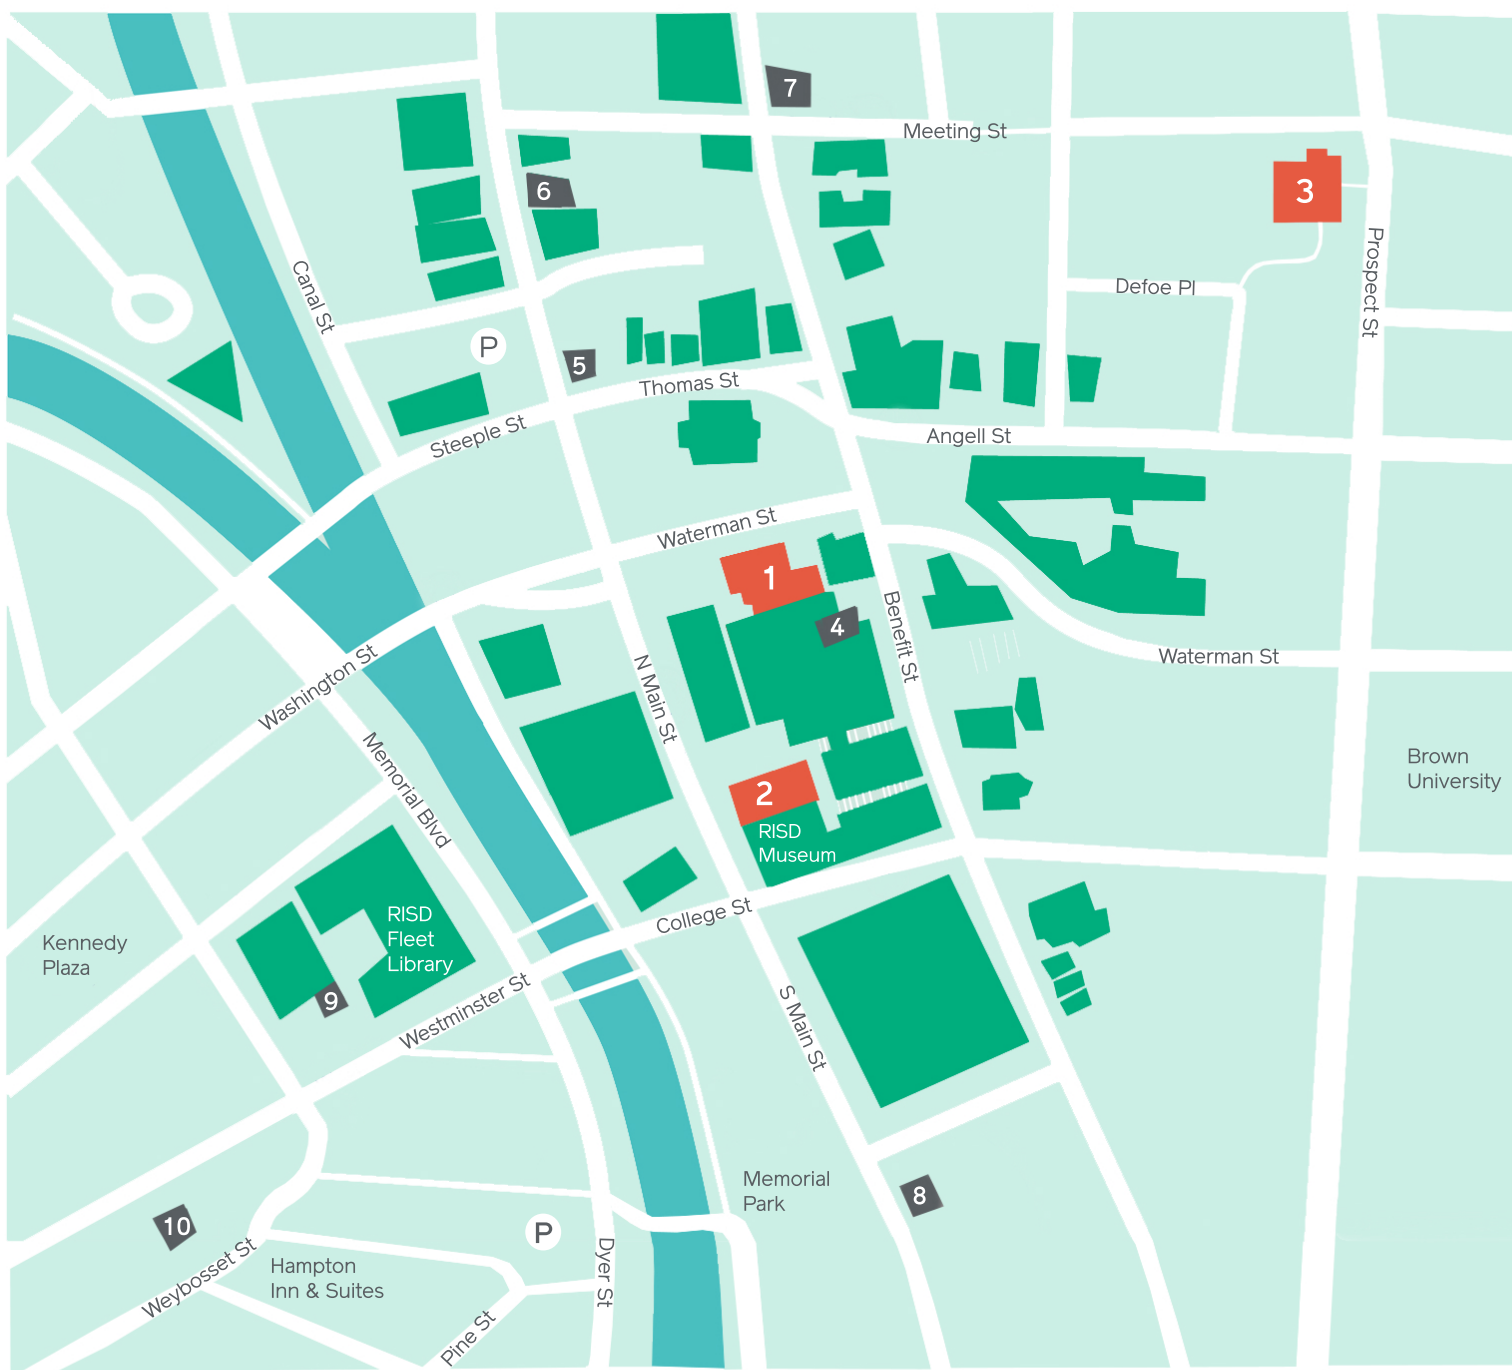 7
Meeting St
6
3
Canal St
Prospect St
Defoe Pl
P
5
Thomas St
Steeple St
Angell St
Waterman St
1
4
Benefit St
Waterman St
Washington St
N Main St
Memorial Blvd
Brown
University
2
RISD
Museum
College St
RISD
Fleet
Library
Kennedy
Plaza
9
Westminster St
S Main St
Memorial
Park
8
10
P
Weybosset St
Hampton
Inn & Suites
Dyer St
Pine St